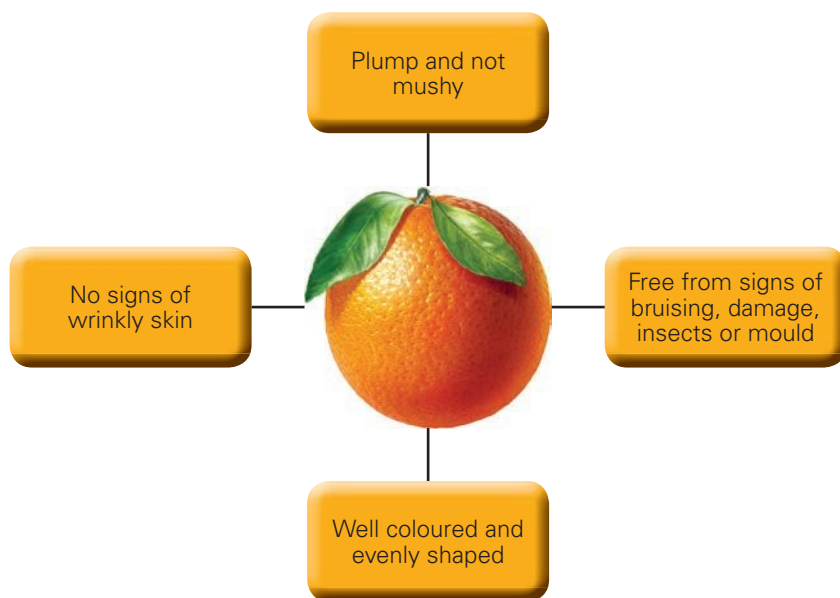 Plump and not
mushy
No signs of
wrinkly skin
Free from signs of
bruising, damage,
insects or mould
Well coloured and
evenly shaped